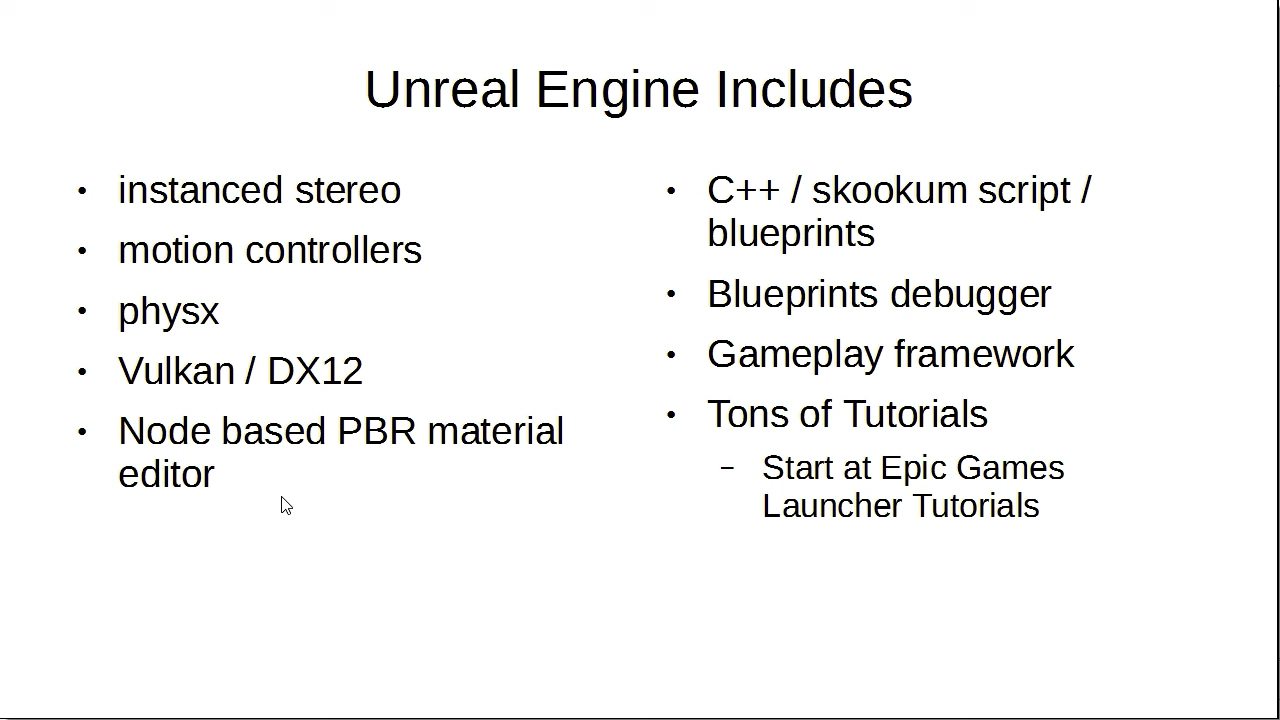 Unreal Engine Includes
• instanced stereo
• motion controllers
• physx
• Vulkan / DX12
• Node based PBR material
editor
• C++ / skookum script /
blueprints
• Blueprints debugger
• Gameplay framework
• Tons of Tutorials
– Start at Epic Games
Launcher Tutorials